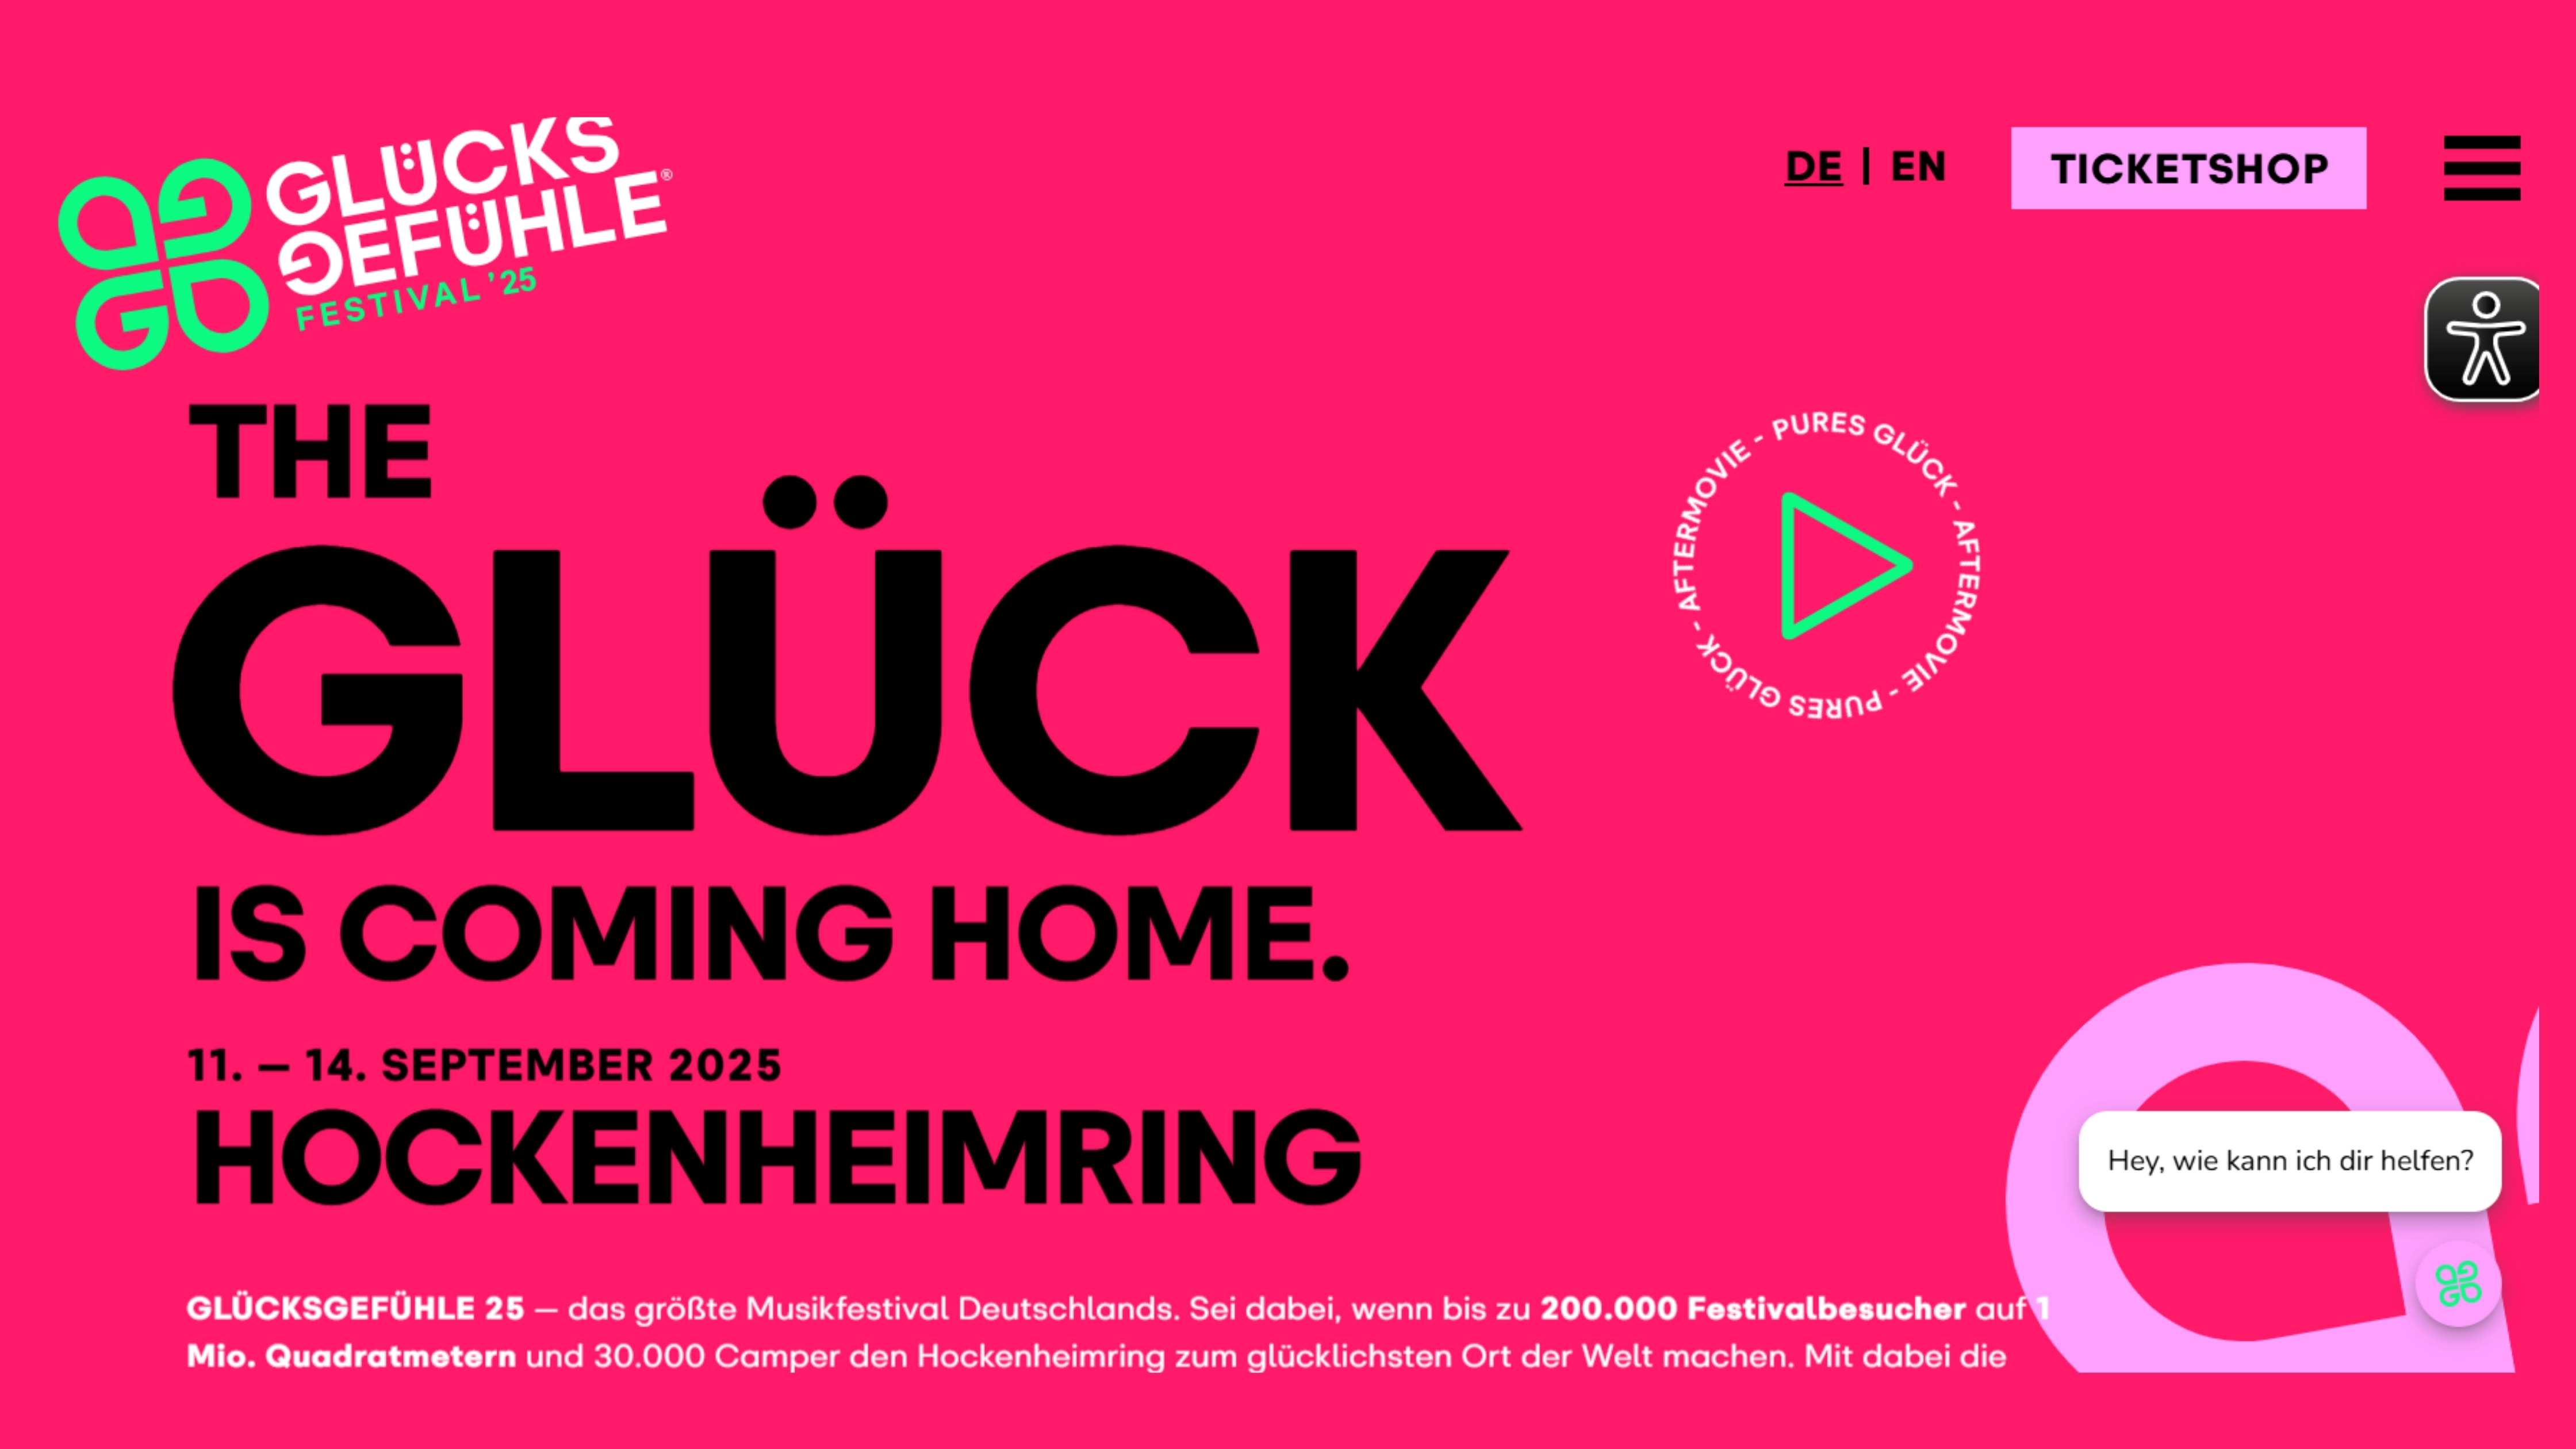 GLÜCKS
GEFÜHLE®
FESTIVAL '25
DE | EN
TICKETSHOP
THE
GLÜCK
IS COMING HOME.
AFTERMOVIE - PURES GLÜCK - AFTERMOVIE - PURES GLÜCK -
11. — 14. SEPTEMBER 2025
HOCKENHEIMRING
Hey, wie kann ich dir helfen?
GLÜCKSGEFÜHLE 25 — das größte Musikfestival Deutschlands. Sei dabei, wenn bis zu 200.000 Festivalbesucher auf 1
Mio. Quadratmetern und 30.000 Camper den Hockenheimring zum glücklichsten Ort der Welt machen. Mit dabei die